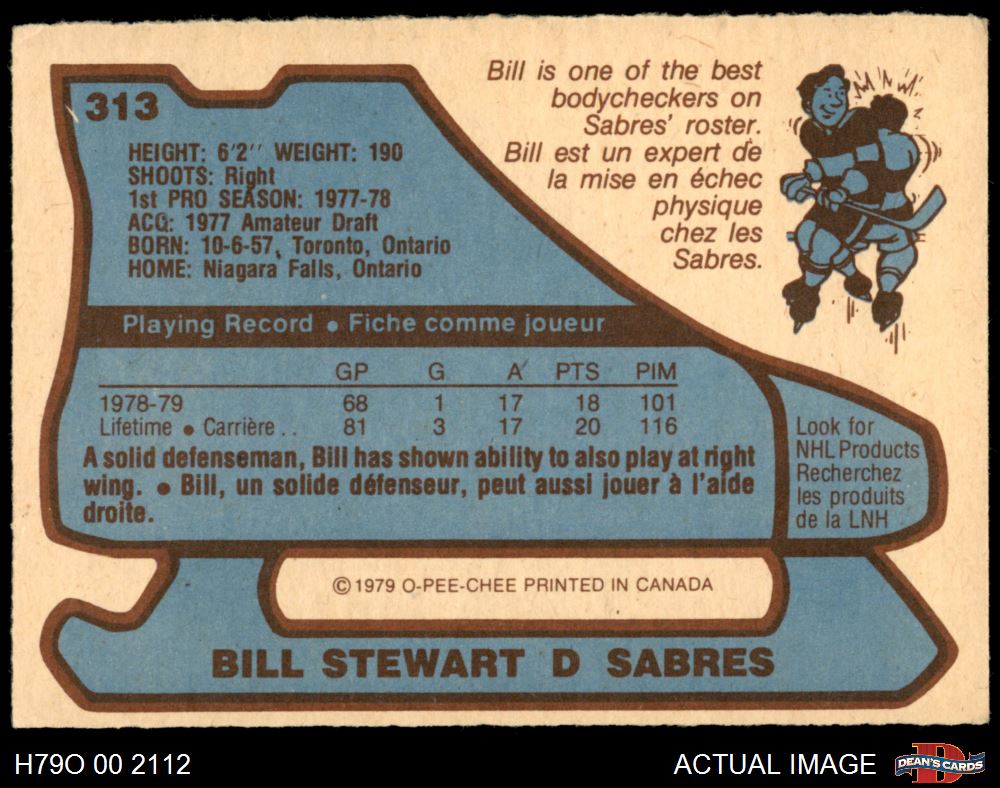 313
HEIGHT: 6'2'' WEIGHT: 190
SHOOTS: Right
1st PRO SEASON: 1977-78
ACQ: 1977 Amateur Draft
BORN: 10-6-57, Toronto, Ontario
HOME: Niagara Falls, Ontario
Bill is one of the best
bodycheckers on
Sabres' roster.
Bill est un expert de
la mise en échec
physique
chez les
Sabres.
Playing Record • Fiche comme joueur
GP G A PTS PIM
1978-79 68 1 17 18 101
Lifetime • Carrière . . 81 3 17 20 116
A solid defenseman, Bill has shown ability to also play at right
wing. • Bill, un solide défenseur, peut aussi jouer à l'aide
droite.
Look for
NHL Products
Recherchez
les produits
de la LNH
© 1979 O-PEE-CHEE PRINTED IN CANADA
BILL STEWART D SABRES
H79O 00 2112
ACTUAL IMAGE
D
DEAN'S CARDS